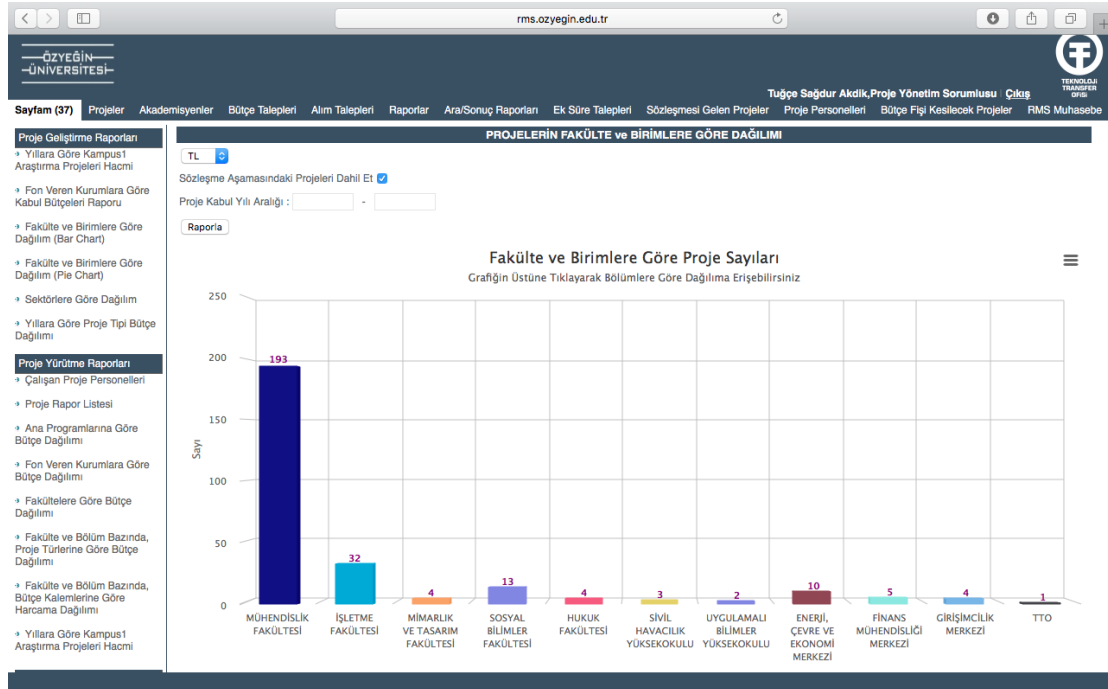 rms.ozyegin.edu.tr
ÖZYEĞİN
ÜNİVERSİTESİ
TEKNOLOJİ
TRANSFER
OFİSİ
Tuğçe Sağdur Akdik,Proje Yönetim Sorumlusu | Çıkış
Sayfam (37) Projeler Akademisyenler Bütçe Talepleri Alım Talepleri Raporlar Ara/Sonuç Raporları Ek Süre Talepleri Sözleşmesi Gelen Projeler Proje Personelleri Bütçe Fişi Kesilecek Projeler RMS Muhasebe
Proje Geliştirme Raporları
Yıllara Göre Kampus1
Araştırma Projeleri Hacmi
Fon Veren Kurumlara Göre
Kabul Bütçeleri Raporu
Fakülte ve Birimlere Göre
Dağılım (Bar Chart)
Fakülte ve Birimlere Göre
Dağılım (Pie Chart)
Sektörlere Göre Dağılım
Yıllara Göre Proje Tipi Bütçe
Dağılımı
Proje Yürütme Raporları
Çalışan Proje Personelleri
Proje Rapor Listesi
Ana Programlarına Göre
Bütçe Dağılımı
Fon Veren Kurumlara Göre
Bütçe Dağılımı
Fakültelere Göre Bütçe
Dağılımı
Fakülte ve Bölüm Bazında,
Proje Türlerine Göre Bütçe
Dağılımı
Fakülte ve Bölüm Bazında,
Bütçe Kalemlerine Göre
Harcama Dağılımı
Yıllara Göre Kampus1
Araştırma Projeleri Hacmi
PROJELERİN FAKÜLTE ve BİRİMLERE GÖRE DAĞILIMI
TL
Sözleşme Aşamasındaki Projeleri Dahil Et
Proje Kabul Yılı Aralığı : -
Raporla
Fakülte ve Birimlere Göre Proje Sayıları
Grafiğin Üstüne Tıklayarak Bölümlere Göre Dağılıma Erişebilirsiniz
Sayı
250
200
150
100
50
0
193
32
4
13
4
3
2
10
5
4
1
MÜHENDİSLİK
FAKÜLTESİ
İŞLETME
FAKÜLTESİ
MİMARLIK
VE TASARIM
FAKÜLTESİ
SOSYAL
BİLİMLER
FAKÜLTESİ
HUKUK
FAKÜLTESİ
SİVİL
HAVACILIK
YÜKSEKOKULU
UYGULAMALI
BİLİMLER
YÜKSEKOKULU
ENERJİ,
ÇEVRE VE
EKONOMİ
MERKEZİ
FİNANS
MÜHENDİSLİĞİ
MERKEZİ
GİRİŞİMCİLİK
MERKEZİ
TTO